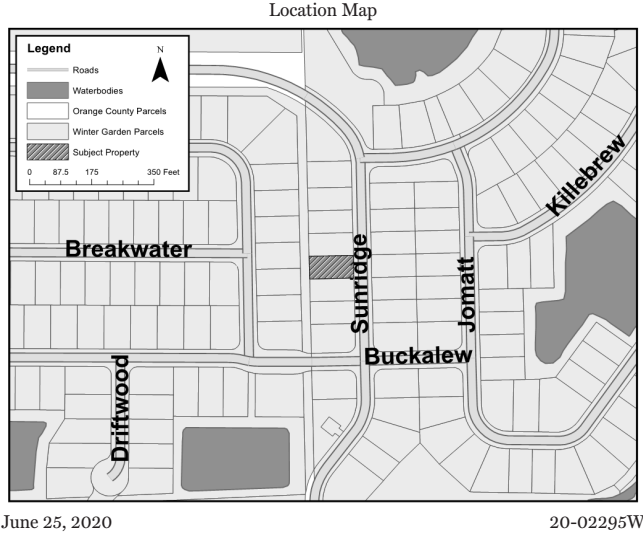 Location Map
Legend
N
Roads
Waterbodies
Orange County Parcels
Winter Garden Parcels
Subject Property
0 87.5 175 350 Feet
Killebrew
Breakwater
Sunridge
Jomatt
Buckalew
Driftwood
June 25, 2020 20-02295W